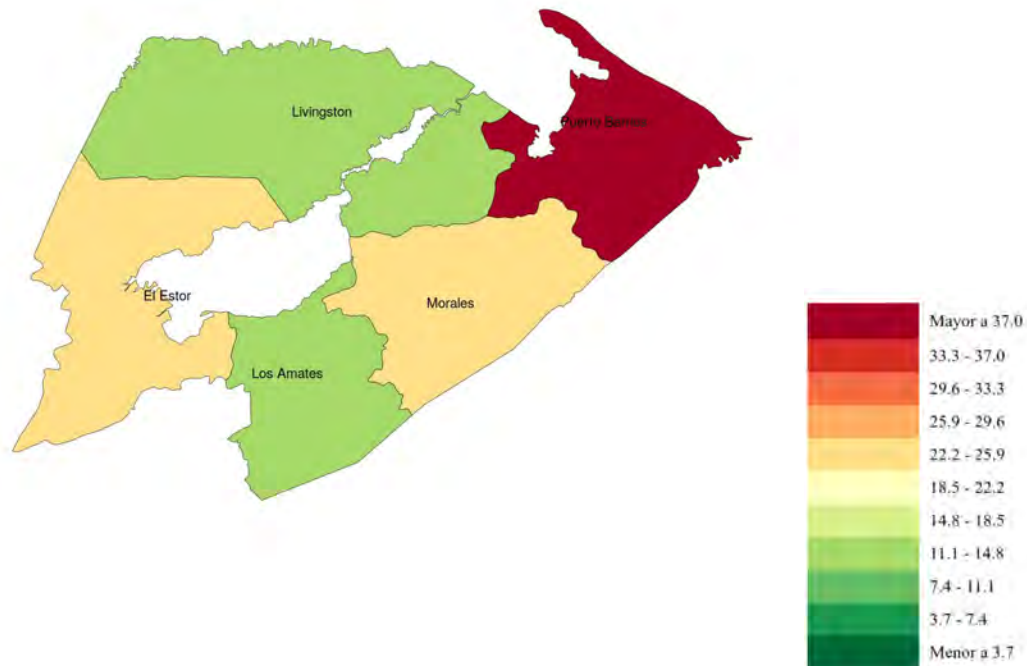 Livingston
Puerto Barrios
El Estor
Morales
Los Amates
Mayor a 37.0
33.3 - 37.0
29.6 - 33.3
25.9 - 29.6
22.2 - 25.9
18.5 - 22.2
14.8 - 18.5
11.1 - 14.8
7.4 - 11.1
3.7 - 7.4
Menor a 3.7